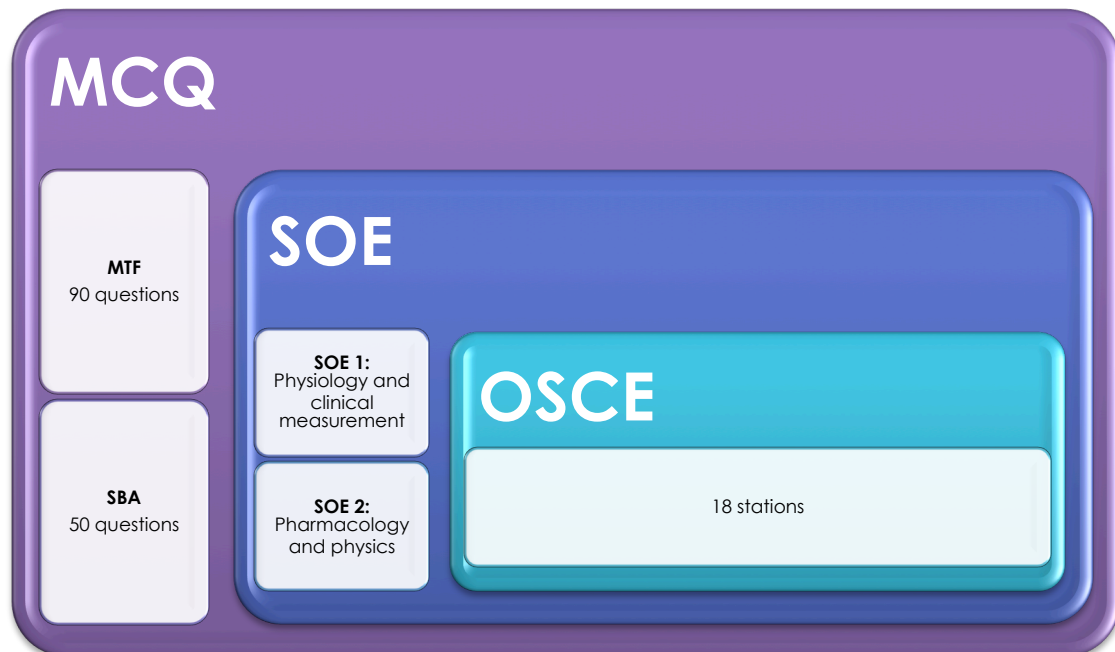 MCQ
MTF
90 questions
SBA
50 questions
SOE
SOE 1:
Physiology and
clinical
measurement
SOE 2:
Pharmacology
and physics
OSCE
18 stations